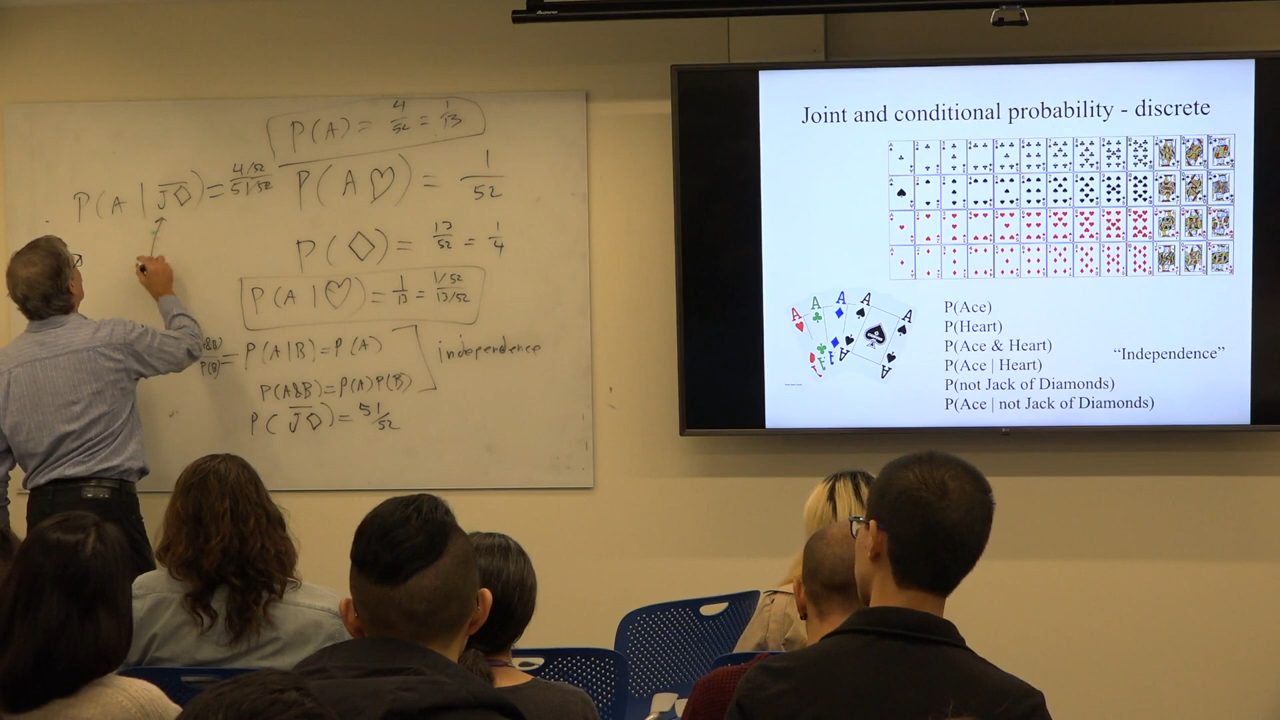 P(A) = 4/52 = 1/13
P(A | J̅◇) = 4/52 / 51/52
P(A ♡) = 1/52
P(◇) = 13/52 = 1/4
P(A | ♡) = 1/13 = 1/52 / 13/52
P(B) = P(A|B) = P(A)
independence
P(A&B) = P(A)P(B)
P(J̅◇) = 51/52
Joint and conditional probability - discrete
P(Ace)
P(Heart)
P(Ace & Heart)
P(Ace | Heart)
“Independence”
P(not Jack of Diamonds)
P(Ace | not Jack of Diamonds)